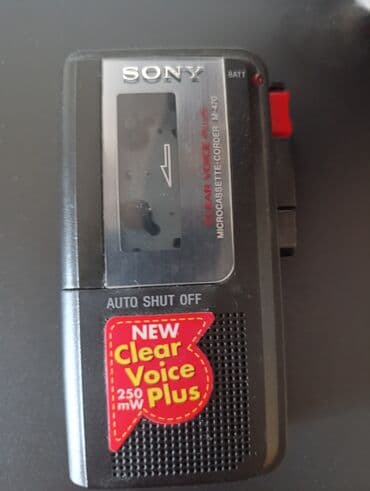 SONY
BATT
CLEAR VOICE PLUS
MICROCASSETTE-CORDER M-470
AUTO SHUT OFF
NEW
Clear
Voice
250 mW
Plus